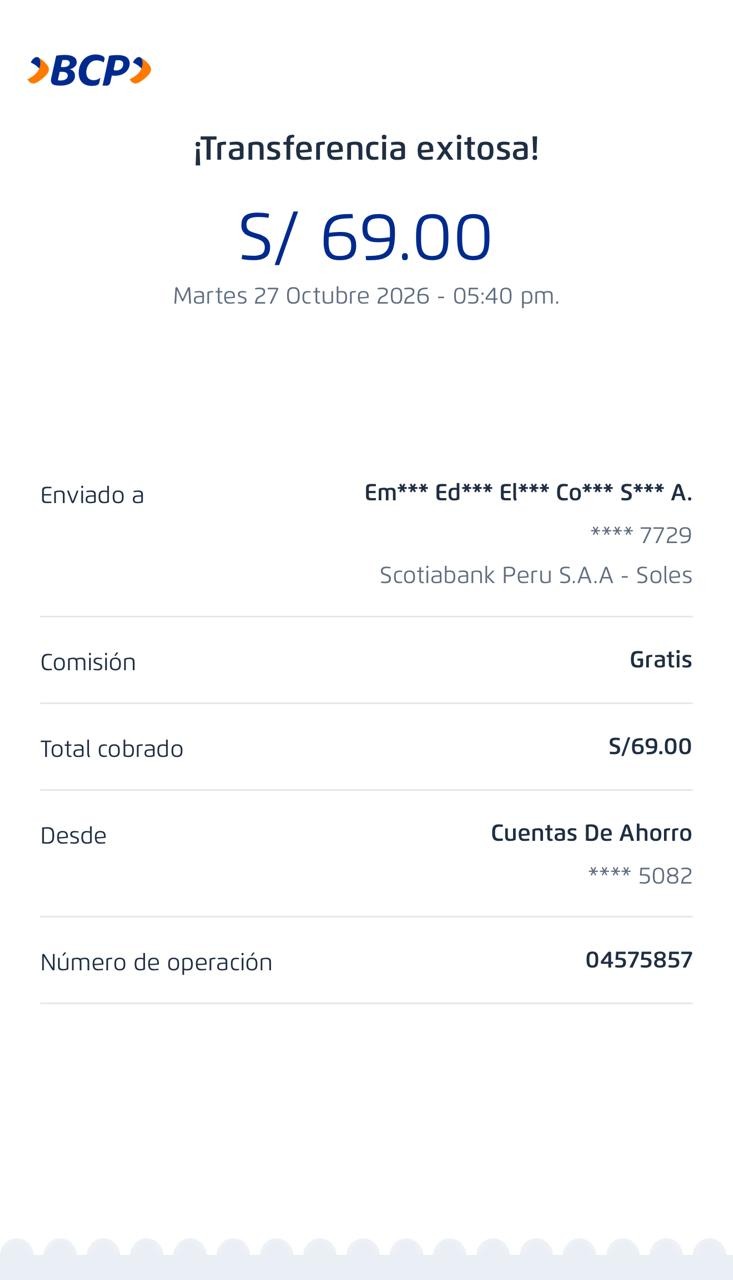 BCP
¡Transferencia exitosa!
S/ 69.00
Martes 27 Octubre 2026 - 05:40 pm.
Enviado a
Em*** Ed*** El*** Co*** S*** A.
**** 7729
Scotiabank Peru S.A.A - Soles
Comisión
Gratis
Total cobrado
S/69.00
Desde
Cuentas De Ahorro
**** 5082
Número de operación
04575857